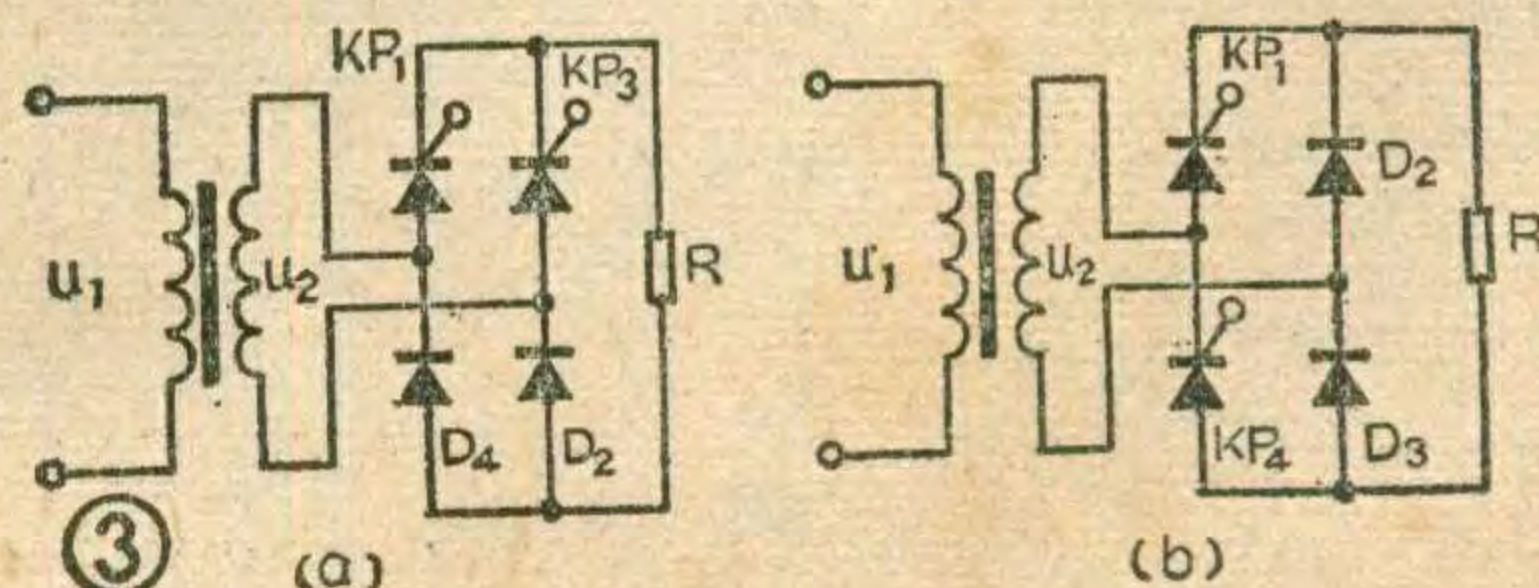 KP₁ KP₃
u₁ u₂ R
D₄ D₂
③ (a)
KP₁
D₂
u₁ u₂ R
KP₄ D₃
(b)